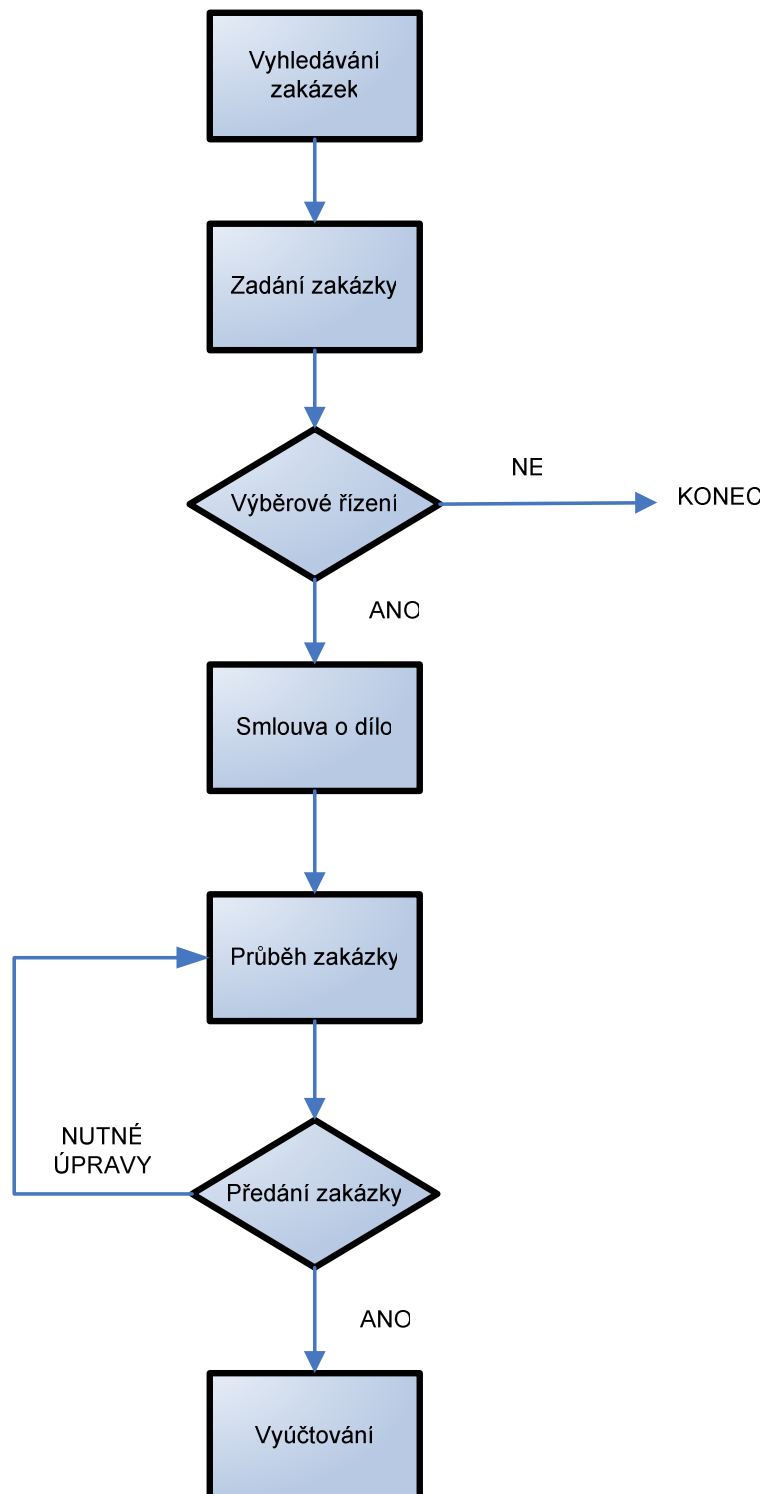 Vyhledávání
zakázek
Zadání zakázky
Výběrové řízení
NE
KONEC
ANO
Smlouva o dílo
Průběh zakázky
NUTNÉ
ÚPRAVY
Předání zakázky
ANO
Vyúčtování